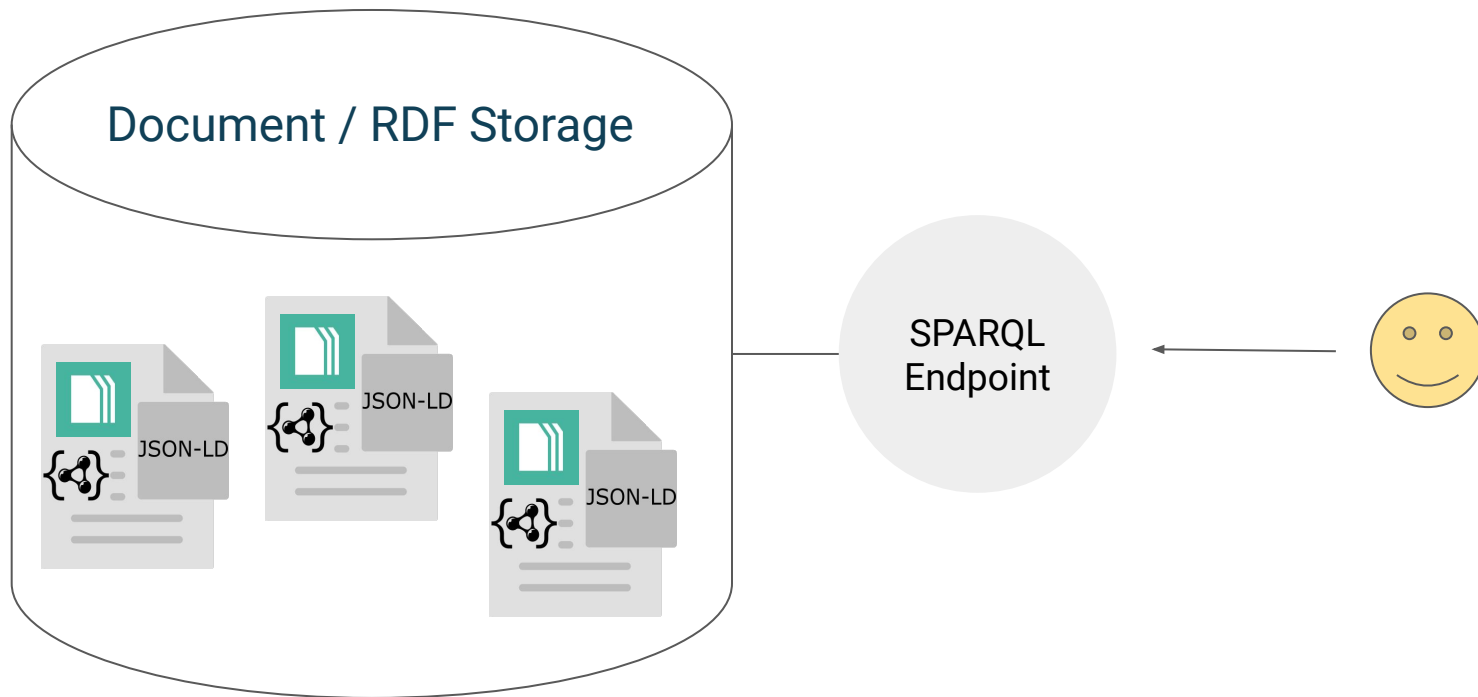 Document / RDF Storage
JSON-LD
JSON-LD
JSON-LD
SPARQL
Endpoint